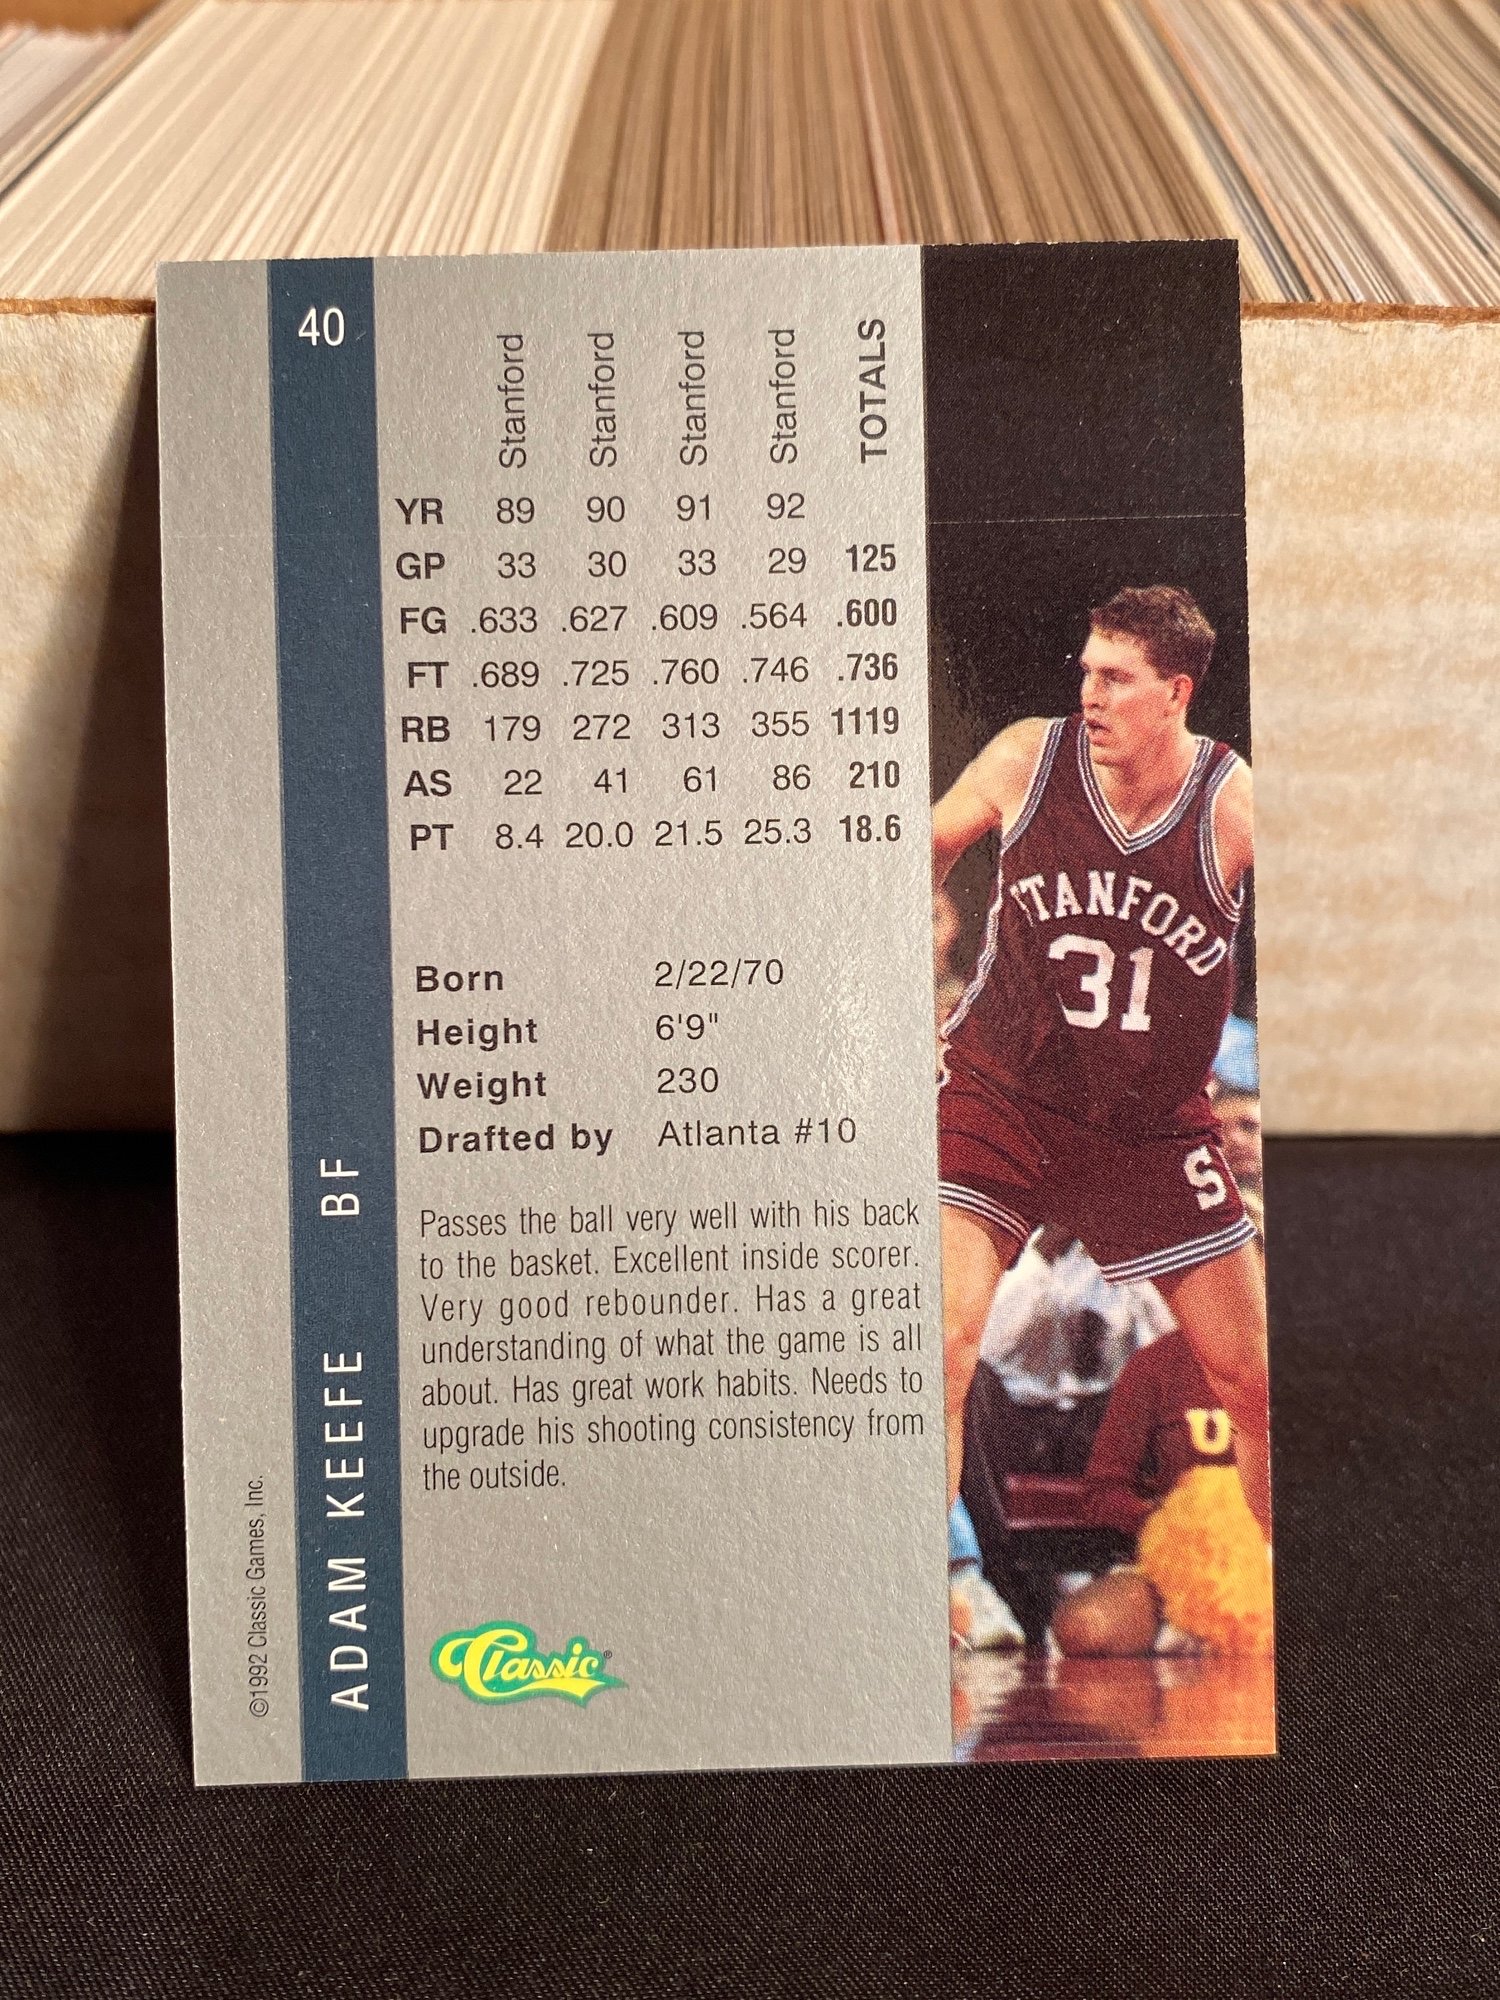 40
Stanford Stanford Stanford Stanford TOTALS
YR 89 90 91 92
GP 33 30 33 29 125
FG .633 .627 .609 .564 .600
FT .689 .725 .760 .746 .736
RB 179 272 313 355 1119
AS 22 41 61 86 210
PT 8.4 20.0 21.5 25.3 18.6
Born 2/22/70
Height 6'9"
Weight 230
Drafted by Atlanta #10
Passes the ball very well with his back
to the basket. Excellent inside scorer.
Very good rebounder. Has a great
understanding of what the game is all
about. Has great work habits. Needs to
upgrade his shooting consistency from
the outside.
Classic®
ADAM KEEFE BF
©1992 Classic Games, Inc.
STANFORD
31
S
U